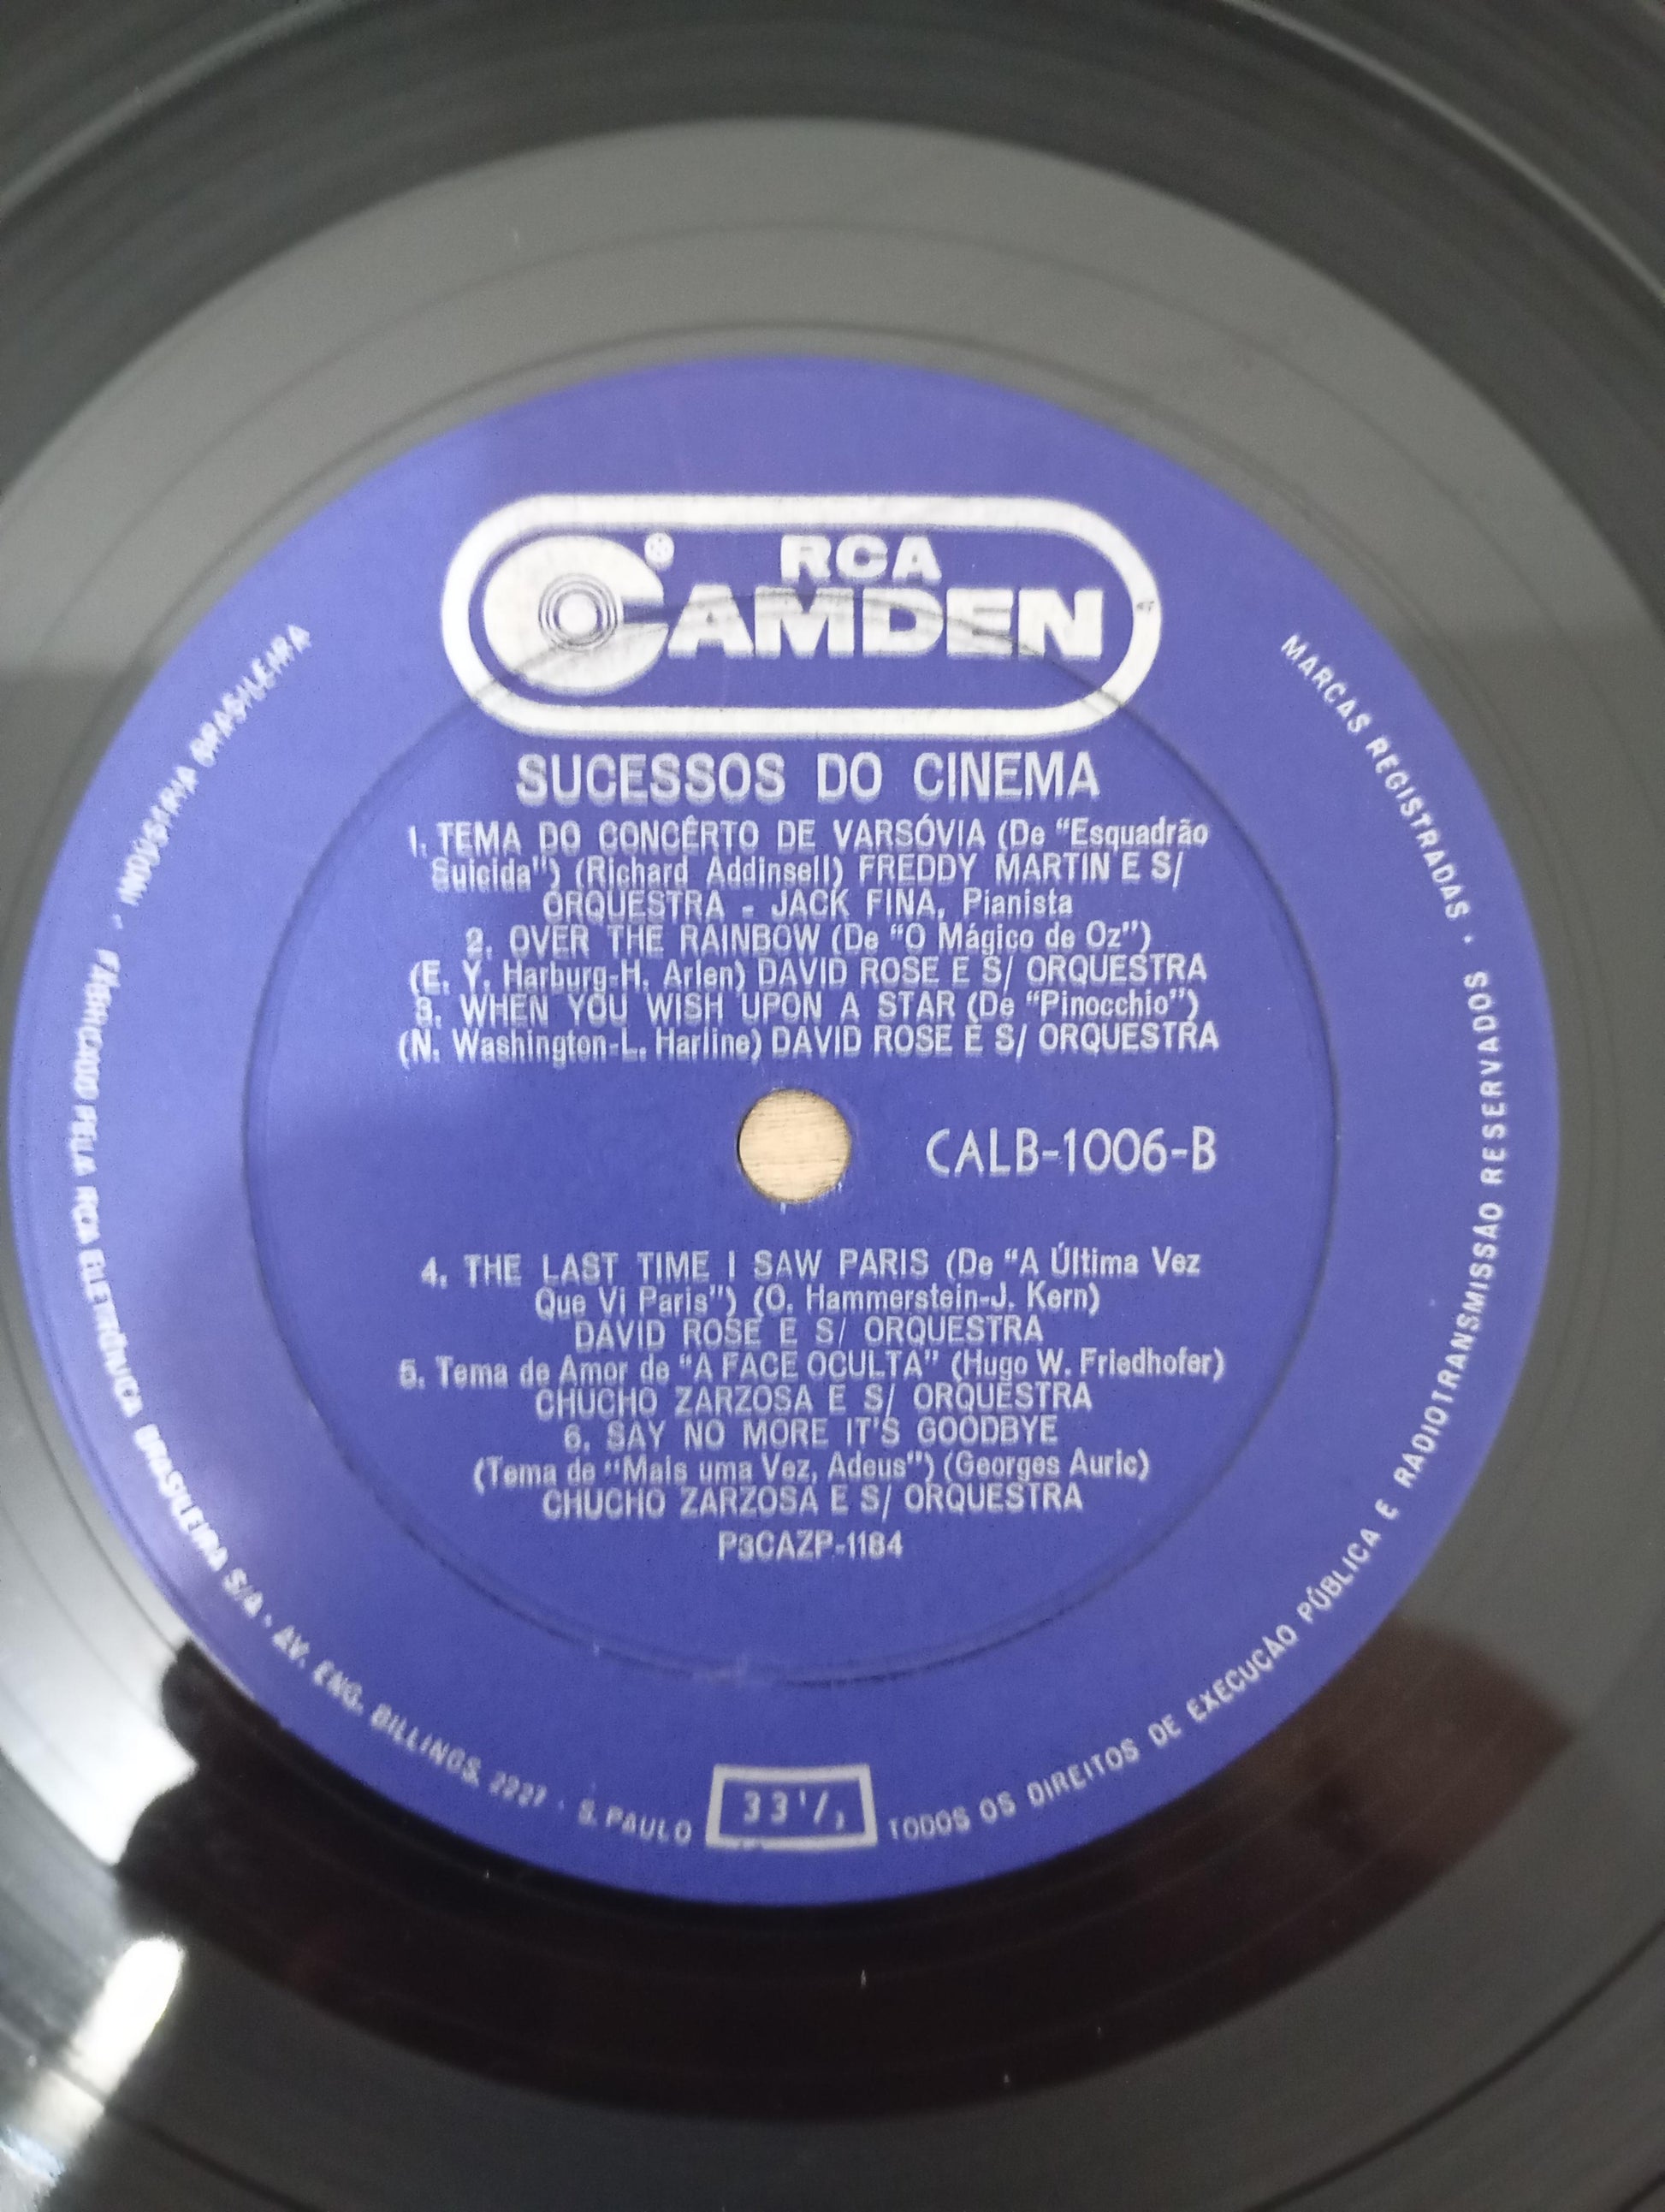 RCA
CAMDEN
SUCESSOS DO CINEMA
1. TEMA DO CONCÊRTO DE VARSÓVIA (De "Esquadrão
Suicida") (Richard Addinsell) FREDDY MARTIN E S/
ORQUESTRA - JACK FINA, Pianista
2. OVER THE RAINBOW (De "O Mágico de Oz")
(E. Y. Harburg-H. Arlen) DAVID ROSE E S/ ORQUESTRA
3. WHEN YOU WISH UPON A STAR (De "Pinocchio")
(N. Washington-L. Harline) DAVID ROSE E S/ ORQUESTRA
CALB-1006-B
4. THE LAST TIME I SAW PARIS (De "A Última Vez
Que Vi Paris") (O. Hammerstein-J. Kern)
DAVID ROSE E S/ ORQUESTRA
5. Tema de Amor de "A FACE OCULTA" (Hugo W. Friedhofer)
CHUCHO ZARZOSA E S/ ORQUESTRA
6. SAY NO MORE IT'S GOODBYE
(Tema de "Mais uma Vez, Adeus") (Georges Auric)
CHUCHO ZARZOSA E S/ ORQUESTRA
P3CAZP-1184
33 1/3
INDÚSTRIA BRASILEIRA · FABRICADO PELA RCA ELETRÔNICA BRASILEIRA S/A · AV. ENG. BILLINGS, 2227 · S. PAULO
MARCAS REGISTRADAS · TODOS OS DIREITOS DE EXECUÇÃO PÚBLICA E RADIOTRANSMISSÃO RESERVADOS